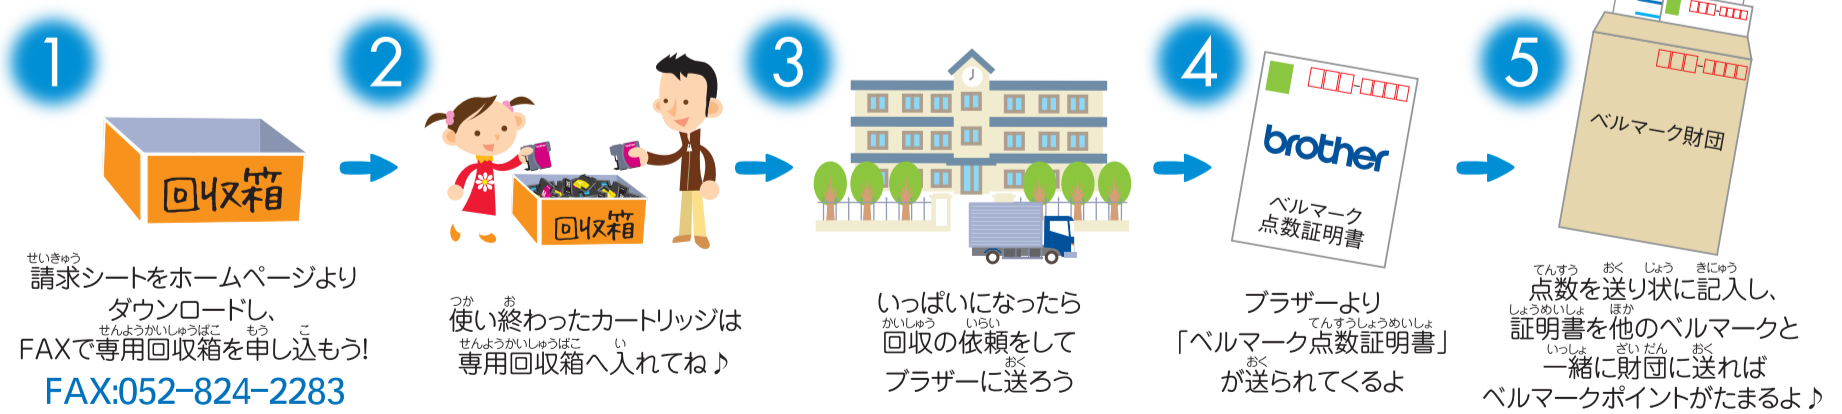 1
回収箱
せいきゅう
請求シートをホームページより
ダウンロードし、
せんようかいしゅうばこ もう こ
FAXで専用回収箱を申し込もう!
FAX:052-824-2283
2
回収箱
つか お
使い終わったカートリッジは
せんようかいしゅうばこ い
専用回収箱へ入れてね♪
3
いっぱいになったら
かいしゅう いらい
回収の依頼をして
おく
ブラザーに送ろう
4
brother
ベルマーク
点数証明書
ブラザーより
てんすうしょうめいしょ
「ベルマーク点数証明書」
おく
が送られてくるよ
5
ベルマーク財団
てんすう おく じょう きにゅう
点数を送り状に記入し、
しょうめいしょ ほか
証明書を他のベルマークと
いっしょ ざいだん おく
一緒に財団に送れば
ベルマークポイントがたまるよ♪